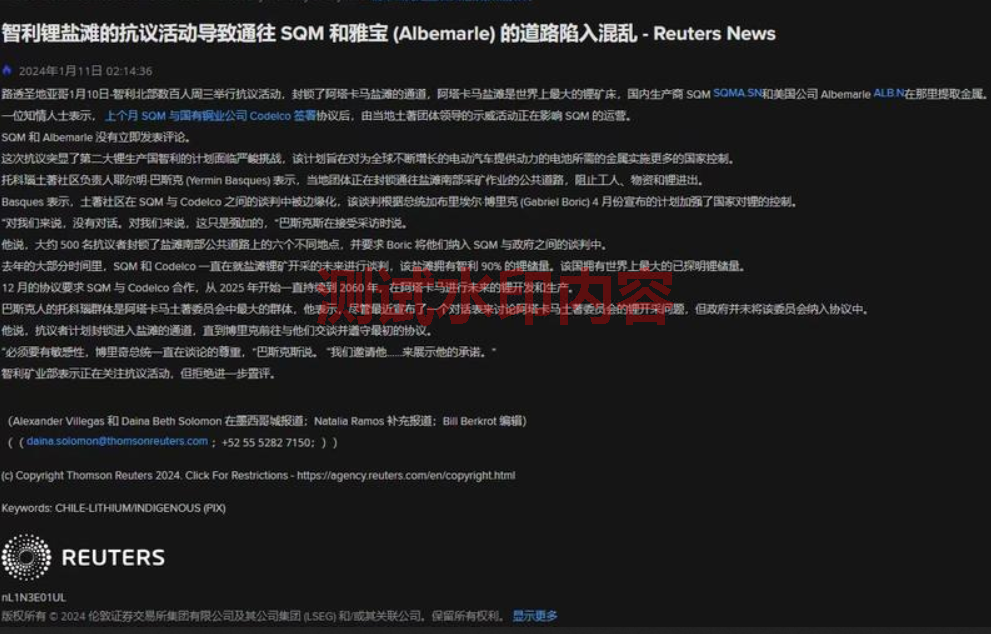 智利锂盐滩的抗议活动导致通往 SQM 和雅宝 (Albemarle) 的道路陷入混乱 - Reuters News
2024年1月11日 02:14:36
路透圣地亚哥1月10日-智利北部数百人周三举行抗议活动，封锁了阿塔卡马盐滩的通道，阿塔卡马盐滩是世界上最大的锂矿床，国内生产商 SQM SQMA.SN和美国公司 Albemarle ALB.N在那里提取金属。
一位知情人士表示，上个月 SQM 与国有铜业公司 Codelco 签署协议后，由当地土著团体领导的示威活动正在影响 SQM 的运营。
SQM 和 Albemarle 没有立即发表评论。
这次抗议突显了第二大锂生产国智利的计划面临严峻挑战，该计划旨在对为全球不断增长的电动汽车提供动力的电池所需的金属实施更多的国家控制。
托科瑙土著社区负责人耶尔明·巴斯克 (Yermin Basques) 表示，当地团体正在封锁通往盐滩南部采矿作业的公共道路，阻止工人、物资和锂进出。
Basques 表示，土著社区在 SQM 与 Codelco 之间的谈判中被边缘化，该谈判根据总统加布里埃尔·博里克 (Gabriel Boric) 4 月份宣布的计划加强了国家对锂的控制。
“对我们来说，没有对话。对我们来说，这只是强加的，”巴斯克斯在接受采访时说。
他说，大约 500 名抗议者封锁了盐滩南部公共道路上的六个不同地点，并要求 Boric 将他们纳入 SQM 与政府之间的谈判中。
去年的大部分时间里，SQM 和 Codelco 一直在就盐滩锂矿开采的未来进行谈判，该盐滩拥有智利 90% 的锂储量。该国拥有世界上最大的已探明锂储量。
12 月的协议要求 SQM 与 Codelco 合作，从 2025 年开始一直持续到 2060 年，在阿塔卡马进行未来的锂开发和生产。
巴斯克人的托科瑙群体是阿塔卡马土著委员会中最大的群体，他表示，尽管最近宣布了一个对话表来讨论阿塔卡马土著委员会的锂开采问题，但政府并未将该委员会纳入协议中。
他说，抗议者计划封锁进入盐滩的通道，直到博里克前来与他们交谈并遵守最初的协议。
“必须要有敏感性，博里奇总统一直在谈论的尊重，”巴斯克斯说。 “我们邀请他……来展示他的承诺。”
智利矿业部表示正在关注抗议活动，但拒绝进一步置评。
测试水印内容
（Alexander Villegas 和 Daina Beth Solomon 在墨西哥城报道；Natalia Ramos 补充报道；Bill Berkrot 编辑）
（（daina.solomon@thomsonreuters.com ；+52 55 5282 7150；））
(c) Copyright Thomson Reuters 2024. Click For Restrictions - https://agency.reuters.com/en/copyright.html
Keywords: CHILE-LITHIUM/INDIGENOUS (PIX)
REUTERS
nL1N3E01UL
版权所有 © 2024 伦敦证券交易所集团有限公司及其公司集团 (LSEG) 和/或其关联公司。保留所有权利。 显示更多